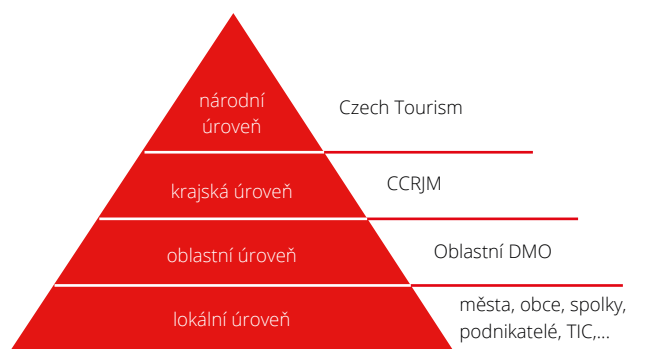 národní
úroveň
Czech Tourism
krajská úroveň
CCRJM
oblastní úroveň
Oblastní DMO
lokální úroveň
města, obce, spolky,
podnikatelé, TIC,...